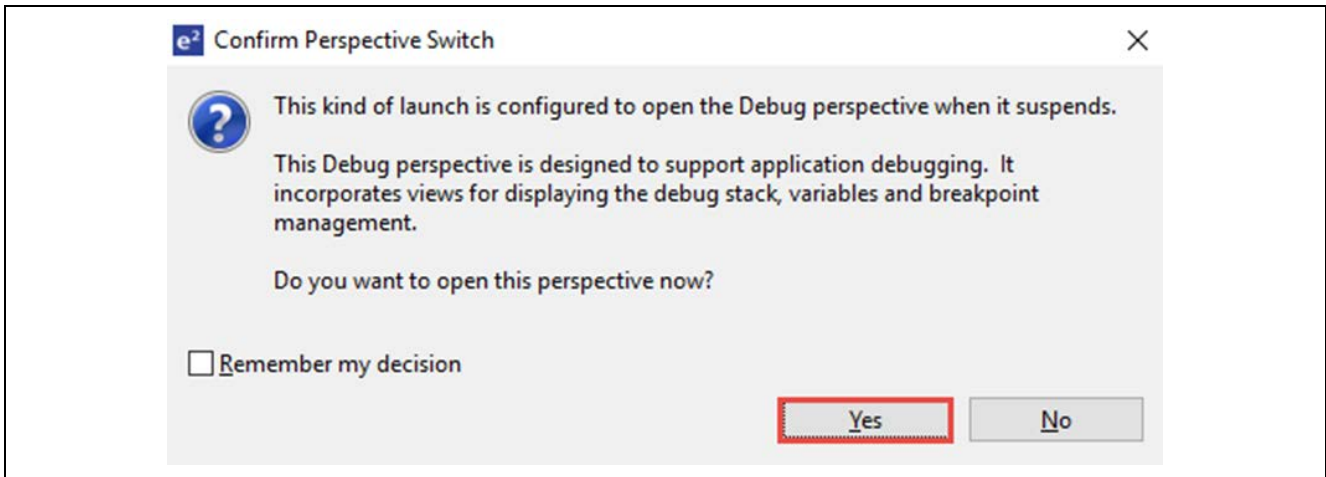 e² Confirm Perspective Switch
This kind of launch is configured to open the Debug perspective when it suspends.
This Debug perspective is designed to support application debugging. It
incorporates views for displaying the debug stack, variables and breakpoint
management.
Do you want to open this perspective now?
Remember my decision
Yes No